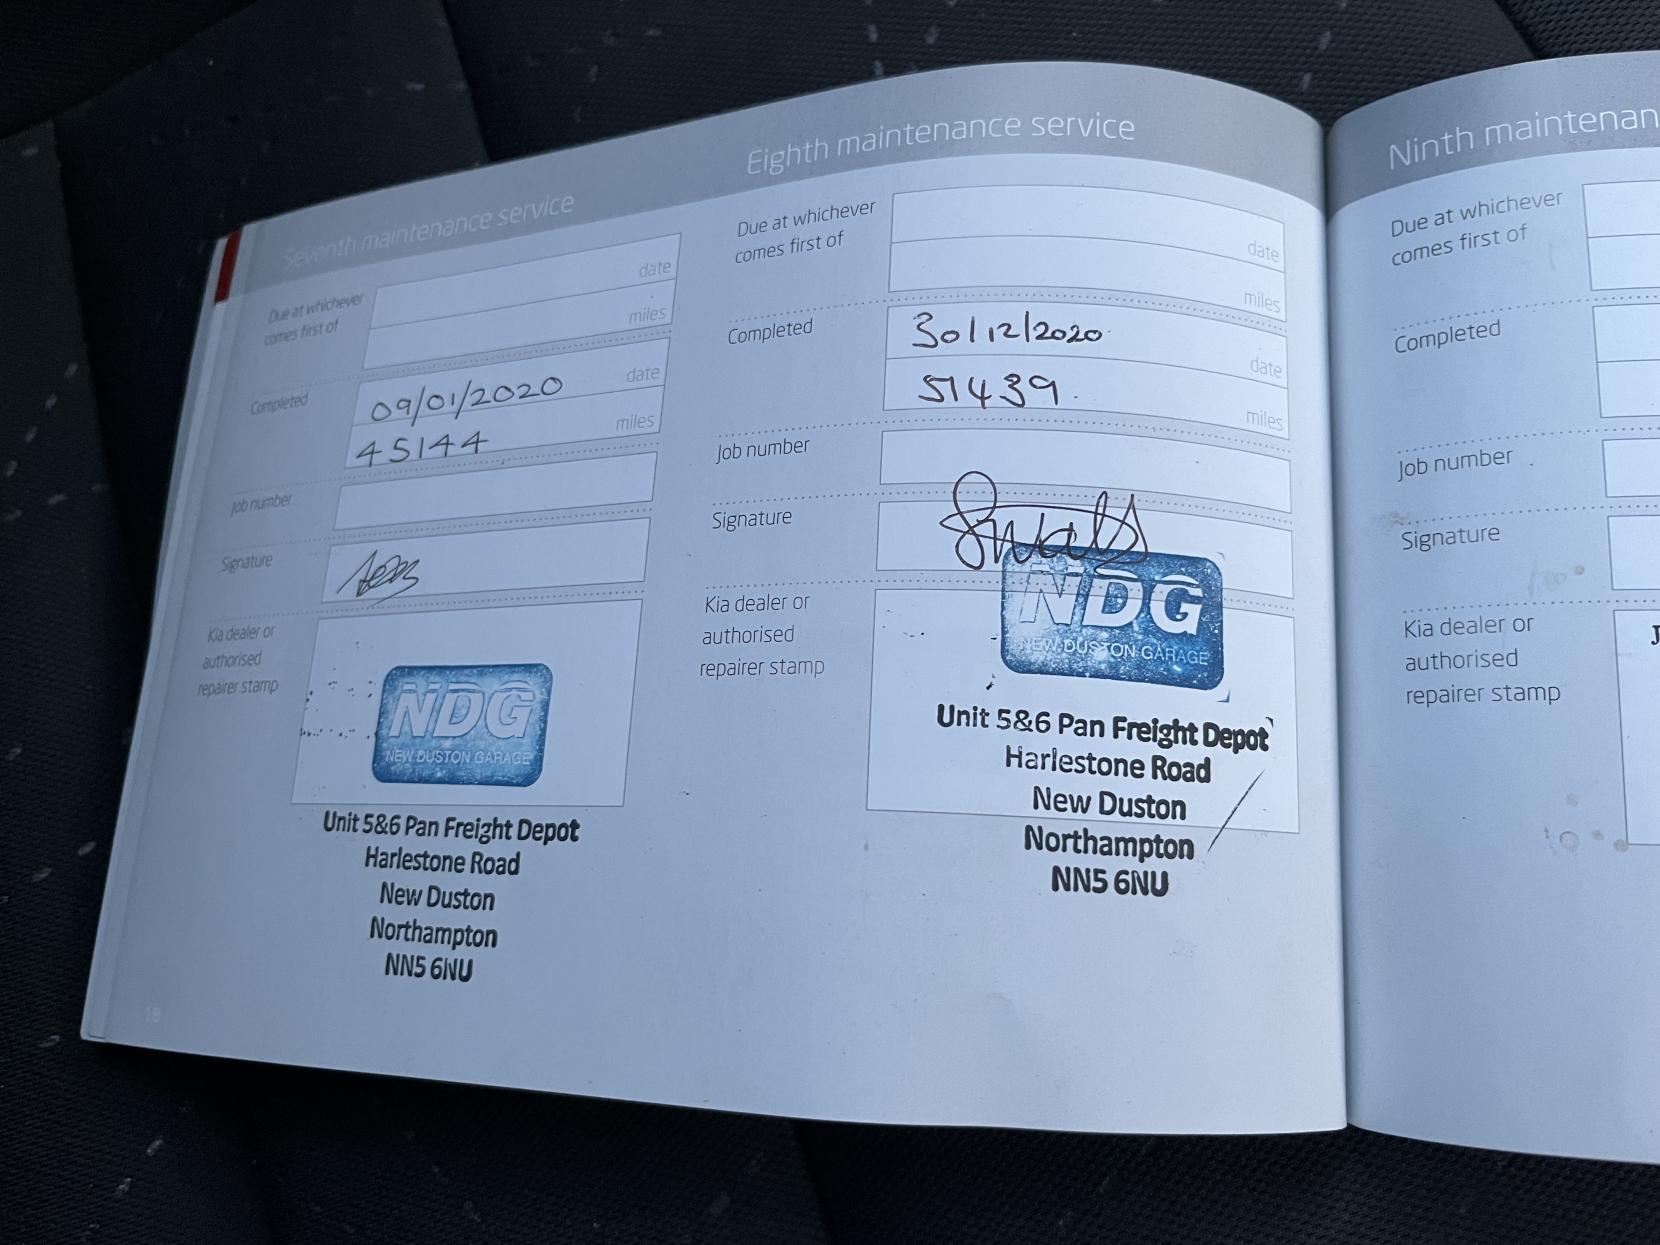 Seventh maintenance service
Due at whichever
comes first of
date
miles
Completed
09/01/2020
date
45144
miles
Job number
Signature
Kia dealer or
authorised
repairer stamp
NDG
NEW DUSTON GARAGE
Unit 5&6 Pan Freight Depot
Harlestone Road
New Duston
Northampton
NN5 6NU
18
Eighth maintenance service
Due at whichever
comes first of
date
miles
Completed
30/12/2020
date
51439
miles
Job number
Signature
Kia dealer or
authorised
repairer stamp
NDG
NEW DUSTON GARAGE
Unit 5&6 Pan Freight Depot
Harlestone Road
New Duston
Northampton
NN5 6NU
Ninth maintenan
Due at whichever
comes first of
Completed
Job number
Signature
Kia dealer or
authorised
repairer stamp
J